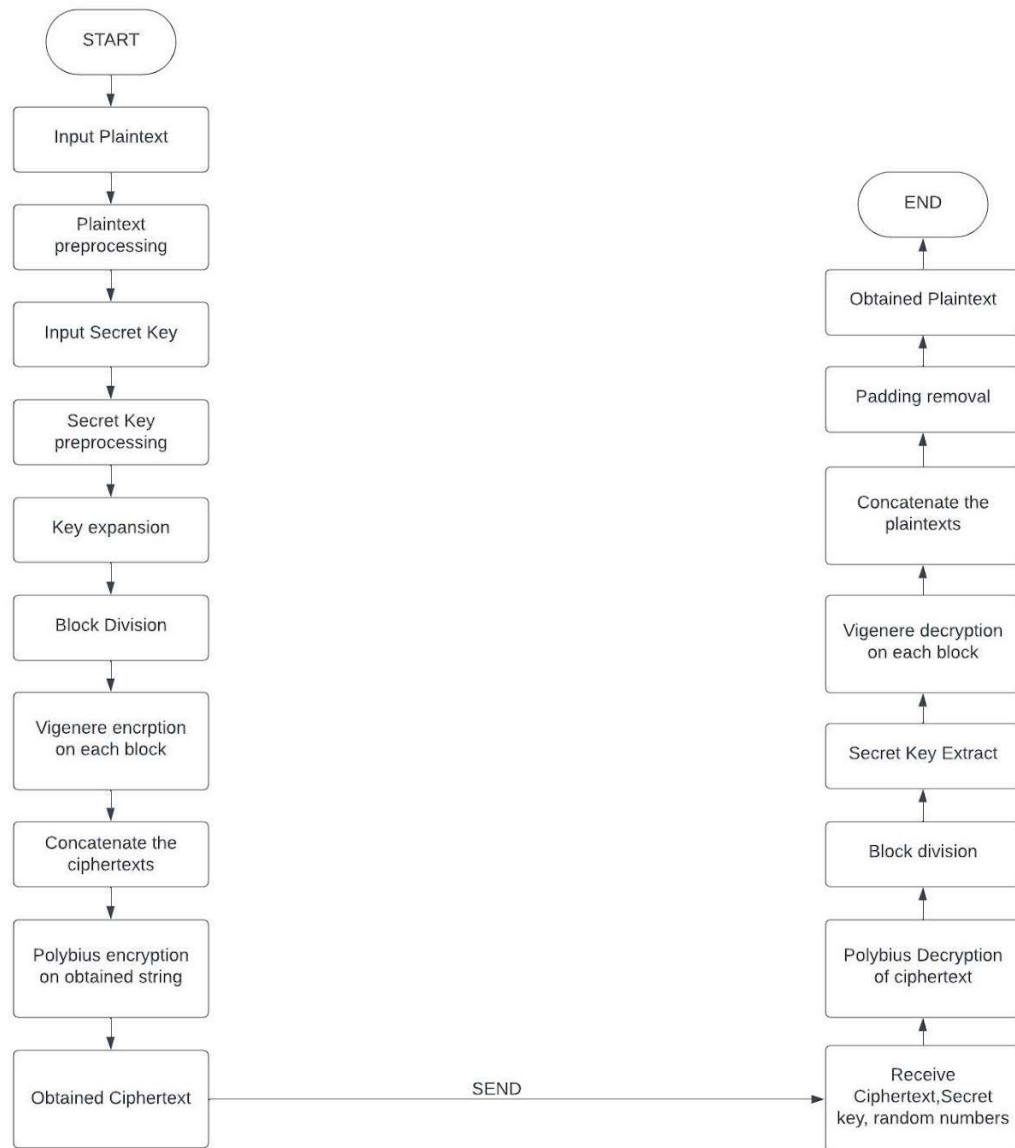 START
Input Plaintext
Plaintext
preprocessing
Input Secret Key
Secret Key
preprocessing
Key expansion
Block Division
Vigenere encrption
on each block
Concatenate the
ciphertexts
Polybius encryption
on obtained string
Obtained Ciphertext
SEND
Receive
Ciphertext,Secret
key, random numbers
Polybius Decryption
of ciphertext
Block division
Secret Key Extract
Vigenere decryption
on each block
Concatenate the
plaintexts
Padding removal
Obtained Plaintext
END